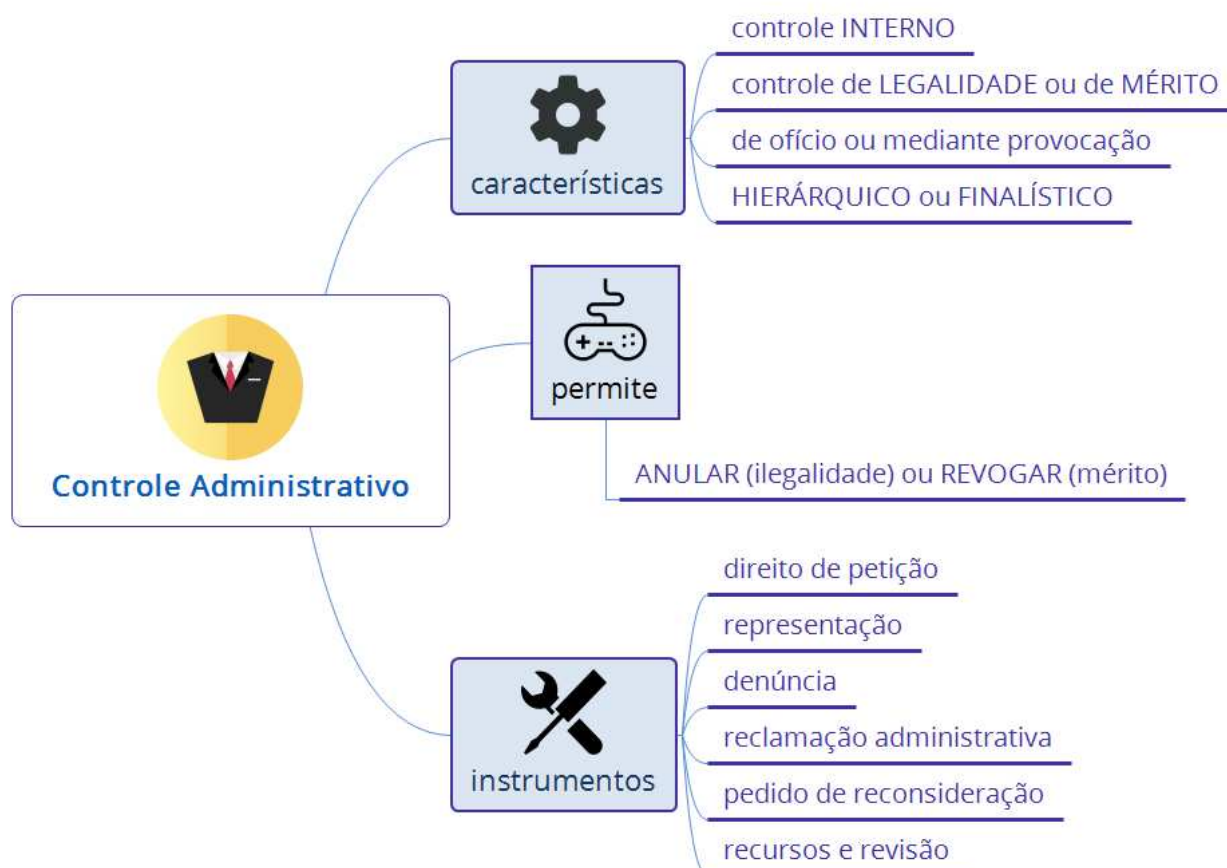 controle INTERNO
controle de LEGALIDADE ou de MÉRITO
de ofício ou mediante provocação
HIERÁRQUICO ou FINALÍSTICO
características
permite
ANULAR (ilegalidade) ou REVOGAR (mérito)
Controle Administrativo
direito de petição
representação
denúncia
reclamação administrativa
pedido de reconsideração
recursos e revisão
instrumentos